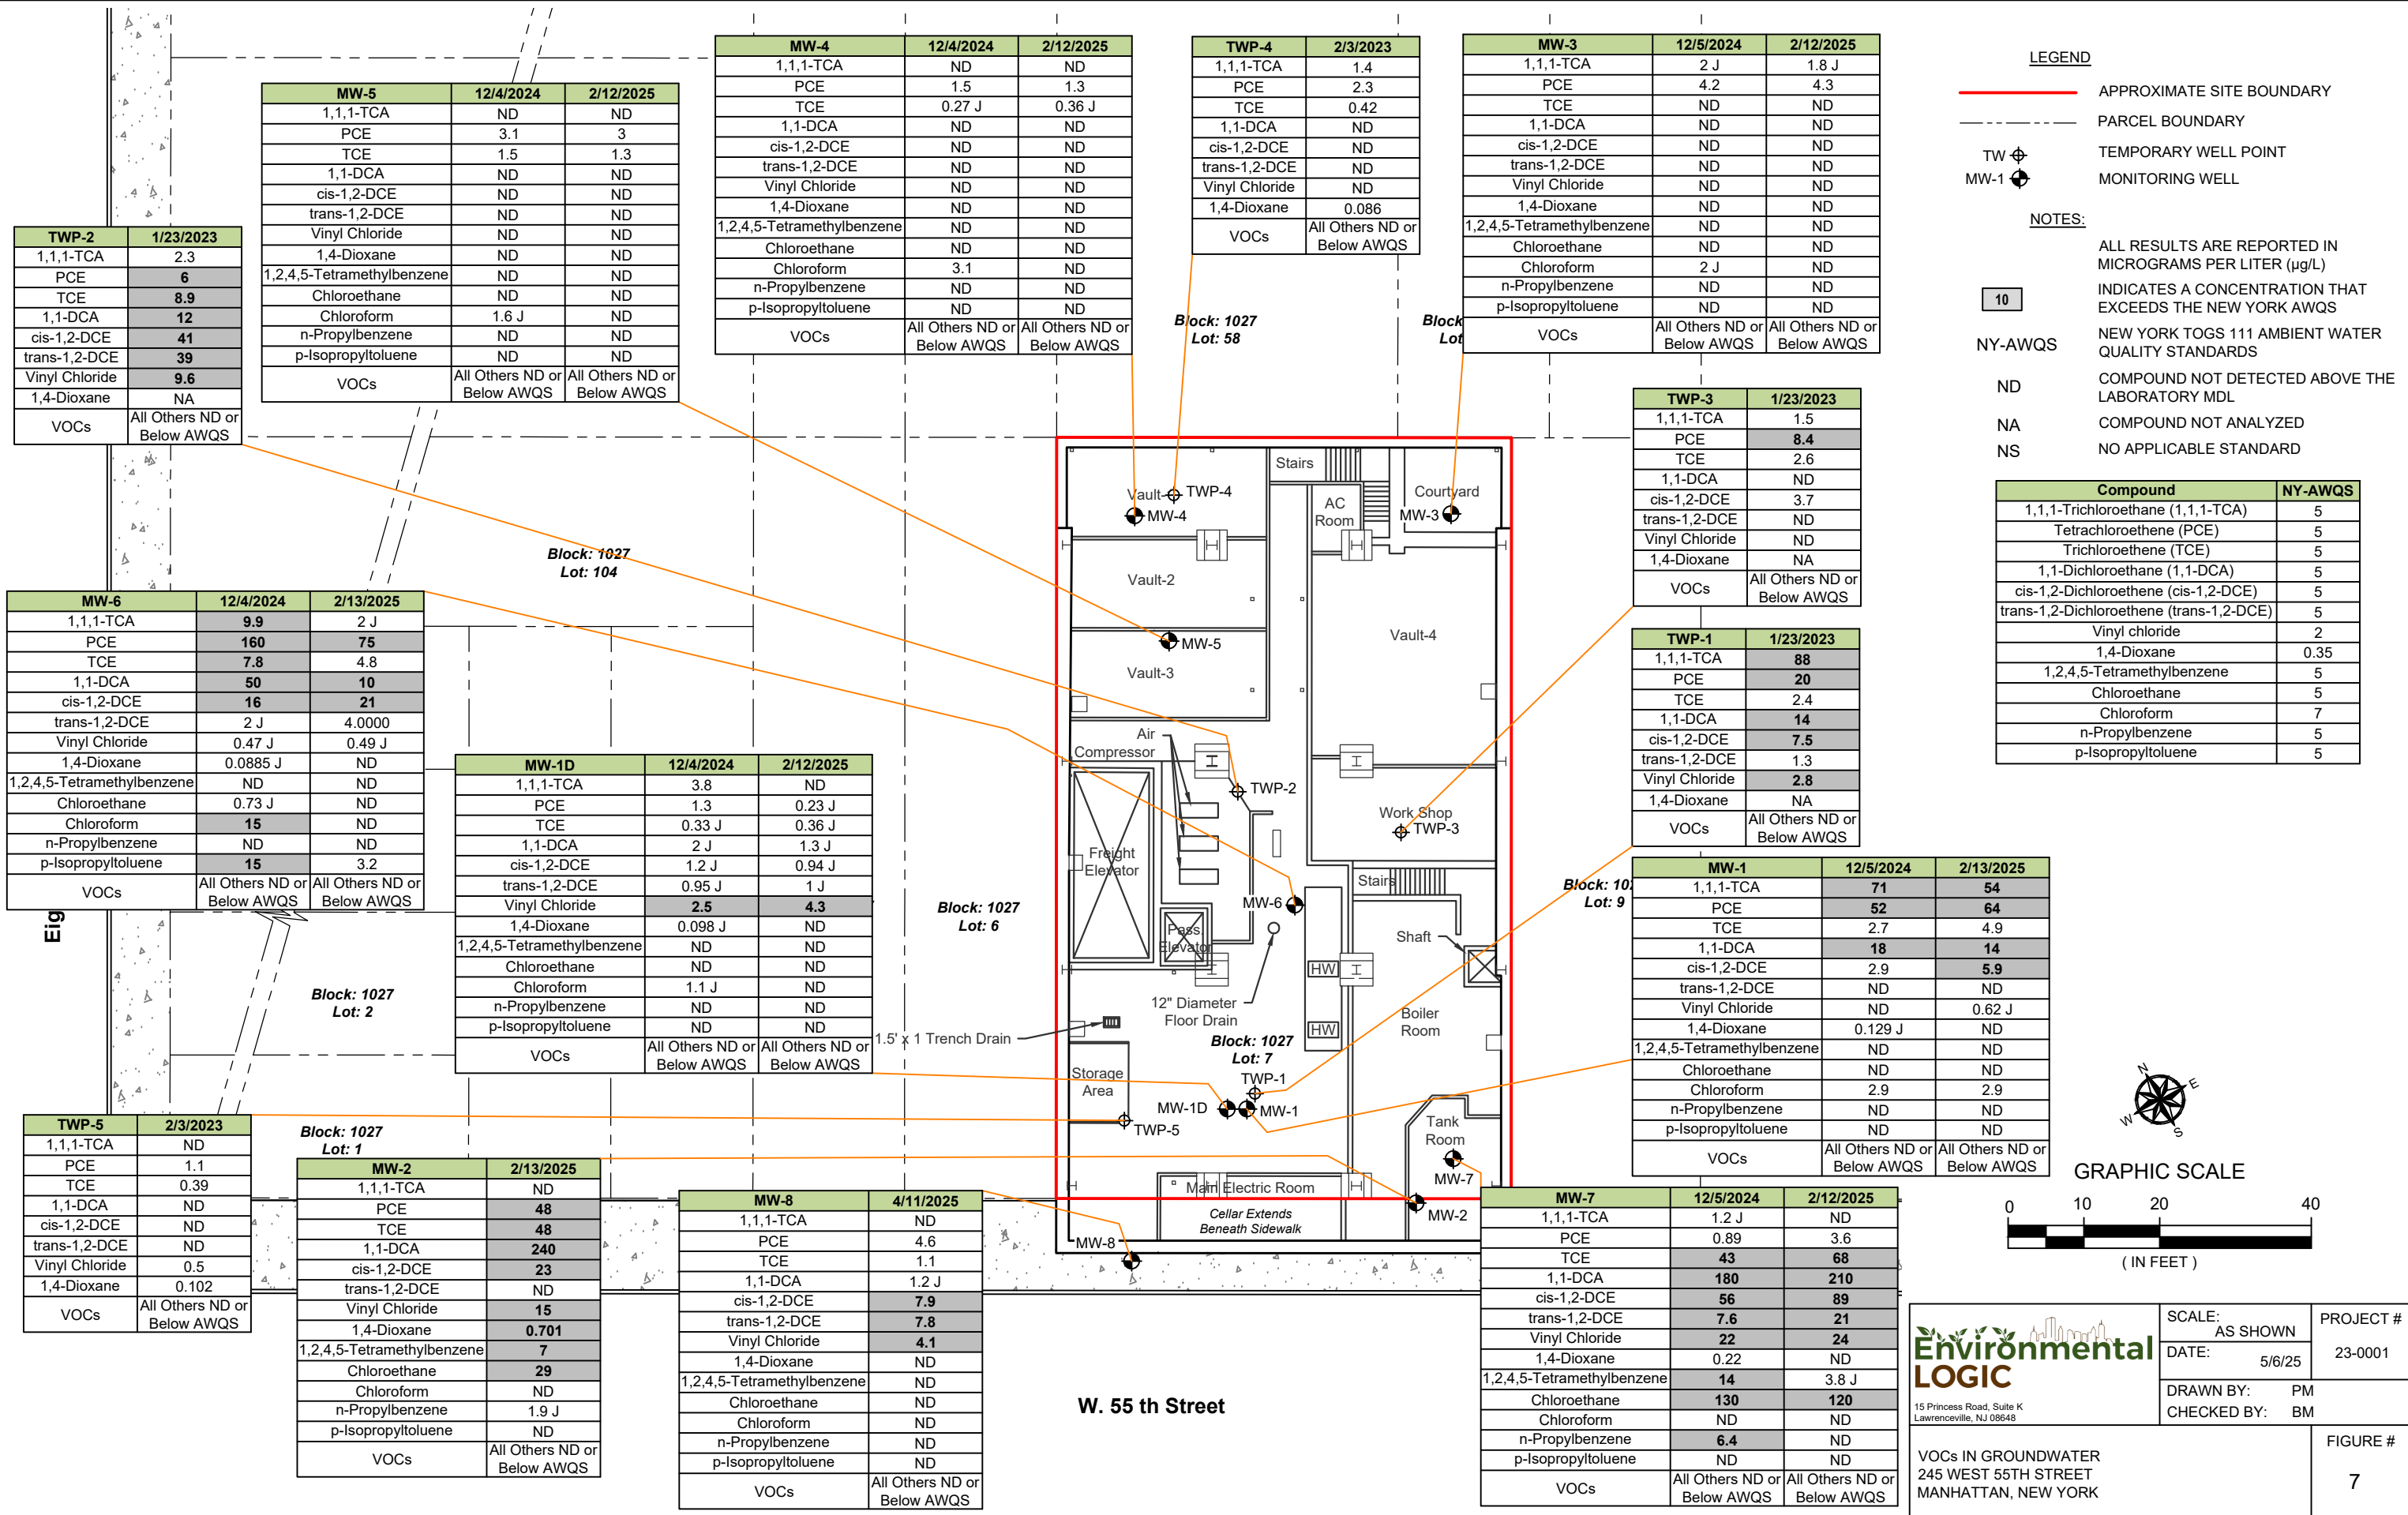 MW-4 12/4/2024 2/12/2025
1,1,1-TCA ND ND
PCE 1.5 1.3
TCE 0.27 J 0.36 J
1,1-DCA ND ND
cis-1,2-DCE ND ND
trans-1,2-DCE ND ND
Vinyl Chloride ND ND
1,4-Dioxane ND ND
1,2,4,5-Tetramethylbenzene ND ND
Chloroethane ND ND
Chloroform 3.1 ND
n-Propylbenzene ND ND
p-Isopropyltoluene ND ND
VOCs All Others ND or Below AWQS All Others ND or Below AWQS
TWP-4 2/3/2023
1,1,1-TCA 1.4
PCE 2.3
TCE 0.42
1,1-DCA ND
cis-1,2-DCE ND
trans-1,2-DCE ND
Vinyl Chloride ND
1,4-Dioxane 0.086
VOCs All Others ND or Below AWQS
MW-3 12/5/2024 2/12/2025
1,1,1-TCA 2 J 1.8 J
PCE 4.2 4.3
TCE ND ND
1,1-DCA ND ND
cis-1,2-DCE ND ND
trans-1,2-DCE ND ND
Vinyl Chloride ND ND
1,4-Dioxane ND ND
1,2,4,5-Tetramethylbenzene ND ND
Chloroethane ND ND
Chloroform 2 J ND
n-Propylbenzene ND ND
p-Isopropyltoluene ND ND
VOCs All Others ND or Below AWQS All Others ND or Below AWQS
LEGEND
APPROXIMATE SITE BOUNDARY
PARCEL BOUNDARY
TW TEMPORARY WELL POINT
MW-1 MONITORING WELL
NOTES:
ALL RESULTS ARE REPORTED IN
MICROGRAMS PER LITER (µg/L)
10 INDICATES A CONCENTRATION THAT
EXCEEDS THE NEW YORK AWQS
NY-AWQS NEW YORK TOGS 111 AMBIENT WATER
QUALITY STANDARDS
ND COMPOUND NOT DETECTED ABOVE THE
LABORATORY MDL
NA COMPOUND NOT ANALYZED
NS NO APPLICABLE STANDARD
Compound NY-AWQS
1,1,1-Trichloroethane (1,1,1-TCA) 5
Tetrachloroethene (PCE) 5
Trichloroethene (TCE) 5
1,1-Dichloroethane (1,1-DCA) 5
cis-1,2-Dichloroethene (cis-1,2-DCE) 5
trans-1,2-Dichloroethene (trans-1,2-DCE) 5
Vinyl chloride 2
1,4-Dioxane 0.35
1,2,4,5-Tetramethylbenzene 5
Chloroethane 5
Chloroform 7
n-Propylbenzene 5
p-Isopropyltoluene 5
MW-5 12/4/2024 2/12/2025
1,1,1-TCA ND ND
PCE 3.1 3
TCE 1.5 1.3
1,1-DCA ND ND
cis-1,2-DCE ND ND
trans-1,2-DCE ND ND
Vinyl Chloride ND ND
1,4-Dioxane ND ND
1,2,4,5-Tetramethylbenzene ND ND
Chloroethane ND ND
Chloroform 1.6 J ND
n-Propylbenzene ND ND
p-Isopropyltoluene ND ND
VOCs All Others ND or Below AWQS All Others ND or Below AWQS
TWP-2 1/23/2023
1,1,1-TCA 2.3
PCE 6
TCE 8.9
1,1-DCA 12
cis-1,2-DCE 41
trans-1,2-DCE 39
Vinyl Chloride 9.6
1,4-Dioxane NA
VOCs All Others ND or Below AWQS
TWP-3 1/23/2023
1,1,1-TCA 1.5
PCE 8.4
TCE 2.6
1,1-DCA ND
cis-1,2-DCE 3.7
trans-1,2-DCE ND
Vinyl Chloride ND
1,4-Dioxane NA
VOCs All Others ND or Below AWQS
TWP-1 1/23/2023
1,1,1-TCA 88
PCE 20
TCE 2.4
1,1-DCA 14
cis-1,2-DCE 7.5
trans-1,2-DCE 1.3
Vinyl Chloride 2.8
1,4-Dioxane NA
VOCs All Others ND or Below AWQS
MW-6 12/4/2024 2/13/2025
1,1,1-TCA 9.9 2 J
PCE 160 75
TCE 7.8 4.8
1,1-DCA 50 10
cis-1,2-DCE 16 21
trans-1,2-DCE 2 J 4.0000
Vinyl Chloride 0.47 J 0.49 J
1,4-Dioxane 0.0885 J ND
1,2,4,5-Tetramethylbenzene ND ND
Chloroethane 0.73 J ND
Chloroform 15 ND
n-Propylbenzene ND ND
p-Isopropyltoluene 15 3.2
VOCs All Others ND or Below AWQS All Others ND or Below AWQS
MW-1D 12/4/2024 2/12/2025
1,1,1-TCA 3.8 ND
PCE 1.3 0.23 J
TCE 0.33 J 0.36 J
1,1-DCA 2 J 1.3 J
cis-1,2-DCE 1.2 J 0.94 J
trans-1,2-DCE 0.95 J 1 J
Vinyl Chloride 2.5 4.3
1,4-Dioxane 0.098 J ND
1,2,4,5-Tetramethylbenzene ND ND
Chloroethane ND ND
Chloroform 1.1 J ND
n-Propylbenzene ND ND
p-Isopropyltoluene ND ND
VOCs All Others ND or Below AWQS All Others ND or Below AWQS
MW-1 12/5/2024 2/13/2025
1,1,1-TCA 71 54
PCE 52 64
TCE 2.7 4.9
1,1-DCA 18 14
cis-1,2-DCE 2.9 5.9
trans-1,2-DCE ND ND
Vinyl Chloride ND 0.62 J
1,4-Dioxane 0.129 J ND
1,2,4,5-Tetramethylbenzene ND ND
Chloroethane ND ND
Chloroform 2.9 2.9
n-Propylbenzene ND ND
p-Isopropyltoluene ND ND
VOCs All Others ND or Below AWQS All Others ND or Below AWQS
TWP-5 2/3/2023
1,1,1-TCA ND
PCE 1.1
TCE 0.39
1,1-DCA ND
cis-1,2-DCE ND
trans-1,2-DCE ND
Vinyl Chloride 0.5
1,4-Dioxane 0.102
VOCs All Others ND or Below AWQS
MW-2 2/13/2025
1,1,1-TCA ND
PCE 48
TCE 48
1,1-DCA 240
cis-1,2-DCE 23
trans-1,2-DCE ND
Vinyl Chloride 15
1,4-Dioxane 0.701
1,2,4,5-Tetramethylbenzene 7
Chloroethane 29
Chloroform ND
n-Propylbenzene 1.9 J
p-Isopropyltoluene ND
VOCs All Others ND or Below AWQS
MW-8 4/11/2025
1,1,1-TCA ND
PCE 4.6
TCE 1.1
1,1-DCA 1.2 J
cis-1,2-DCE 7.9
trans-1,2-DCE 7.8
Vinyl Chloride 4.1
1,4-Dioxane ND
1,2,4,5-Tetramethylbenzene ND
Chloroethane ND
Chloroform ND
n-Propylbenzene ND
p-Isopropyltoluene ND
VOCs All Others ND or Below AWQS
MW-7 12/5/2024 2/12/2025
1,1,1-TCA 1.2 J ND
PCE 0.89 3.6
TCE 43 68
1,1-DCA 180 210
cis-1,2-DCE 56 89
trans-1,2-DCE 7.6 21
Vinyl Chloride 22 24
1,4-Dioxane 0.22 ND
1,2,4,5-Tetramethylbenzene 14 3.8 J
Chloroethane 130 120
Chloroform ND ND
n-Propylbenzene 6.4 ND
p-Isopropyltoluene ND ND
VOCs All Others ND or Below AWQS All Others ND or Below AWQS
Block: 1027
Lot: 58
Block
Lot
Block: 1027
Lot: 104
Block: 1027
Lot: 6
Lot: 9
Block: 1027
Lot: 2
Block: 1027
Lot: 1
Block: 1027
Lot: 7
Stairs
Vault
TWP-4
MW-4
AC
Room
Courtyard
MW-3
Vault-2
MW-5
Vault-3
Vault-4
Air
Compressor
TWP-2
Work Shop
TWP-3
Freight
Elevator
Pass
Elevator
MW-6
Stairs
Shaft
HW
12" Diameter
Floor Drain
HW
Boiler
Room
1.5' x 1 Trench Drain
Storage
Area
TWP-1
MW-1D
MW-1
TWP-5
Tank
Room
MW-7
Main Electric Room
MW-2
Cellar Extends
Beneath Sidewalk
MW-8
Eig
W. 55 th Street
N
E
W
S
GRAPHIC SCALE
0 10 20 40
( IN FEET )
Environmental
LOGIC
15 Princess Road, Suite K
Lawrenceville, NJ 08648
SCALE: AS SHOWN
DATE: 5/6/25
PROJECT #
23-0001
DRAWN BY: PM
CHECKED BY: BM
VOCs IN GROUNDWATER
245 WEST 55TH STREET
MANHATTAN, NEW YORK
FIGURE #
7